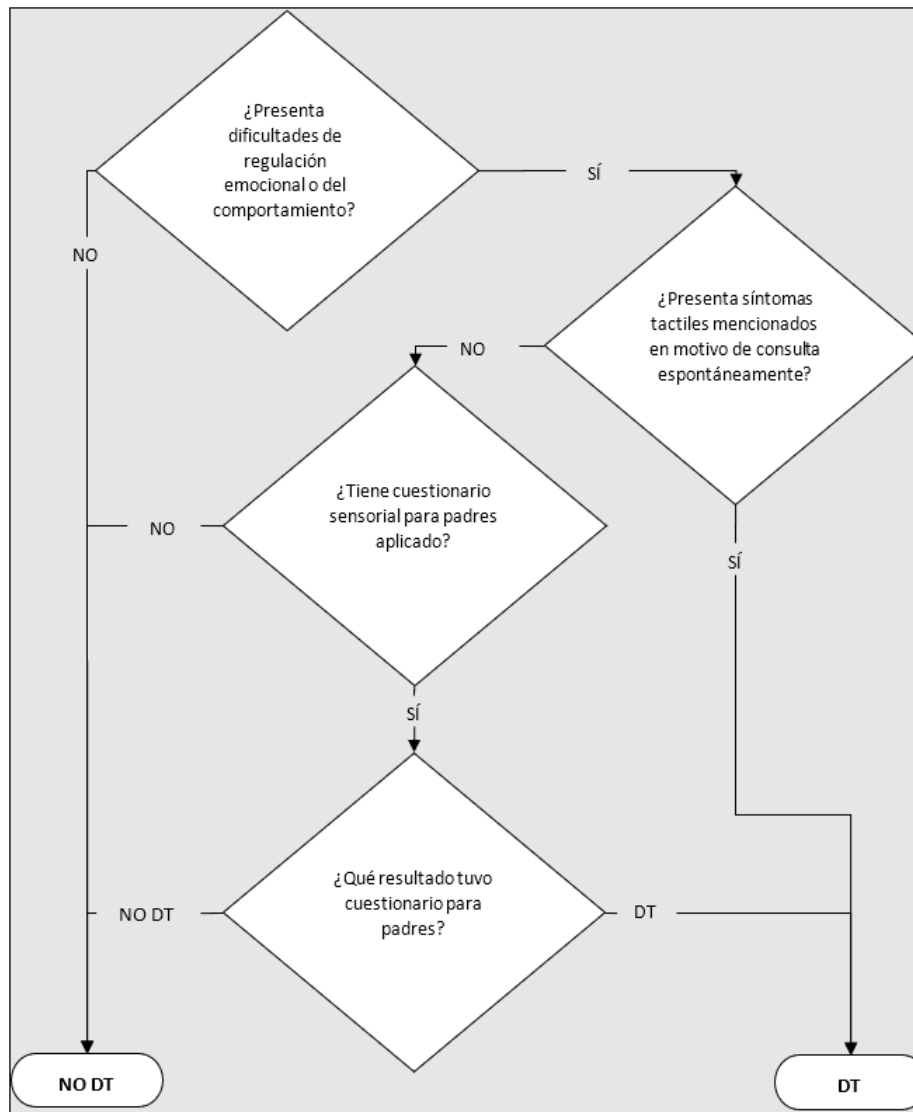 ¿Presenta
dificultades de
regulación
emocional o del
comportamiento?
SÍ
NO
¿Presenta síntomas
tactiles mencionados
en motivo de consulta
espontáneamente?
NO
¿Tiene cuestionario
sensorial para padres
aplicado?
NO
SÍ
SÍ
¿Qué resultado tuvo
cuestionario para
padres?
NO DT
DT
NO DT
DT